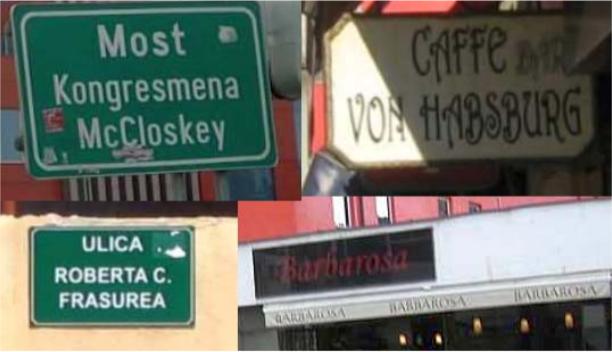 Most
Kongresmena
McCloskey
CAFFE BAR
VON HABSBURG
ULICA
ROBERTA C.
FRASUREA
Barbarosa
BARBAROSA BARBAROSA BARBAROSA